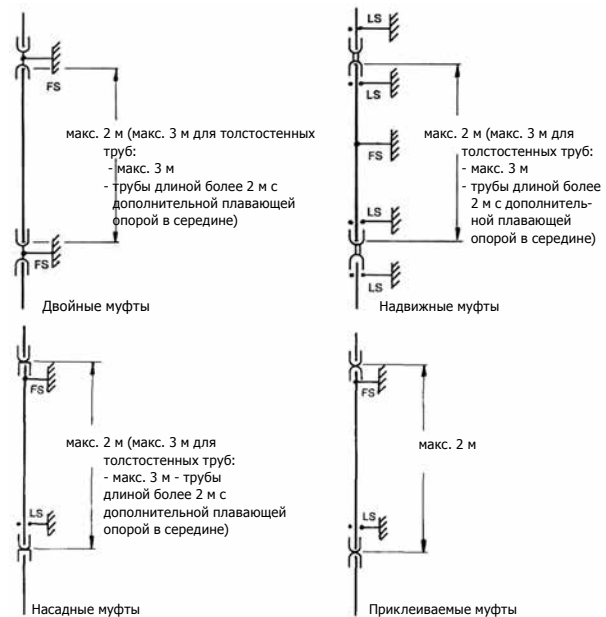 FS
макс. 2 м (макс. 3 м для толстостенных
труб:
- макс. 3 м
- трубы длиной более 2 м с
дополнительной плавающей
опорой в середине)
FS
Двойные муфты
LS
LS
FS
макс. 2 м (макс. 3 м для
толстостенных труб:
- макс. 3 м
- трубы длиной более
2 м с дополнитель-
ной плавающей
опорой в середине)
LS
LS
Надвижные муфты
FS
макс. 2 м (макс. 3 м для
толстостенных труб:
- макс. 3 м - трубы
длиной более 2 м с
дополнительной плавающей
опорой в середине)
LS
Насадные муфты
FS
макс. 2 м
LS
Приклеиваемые муфты